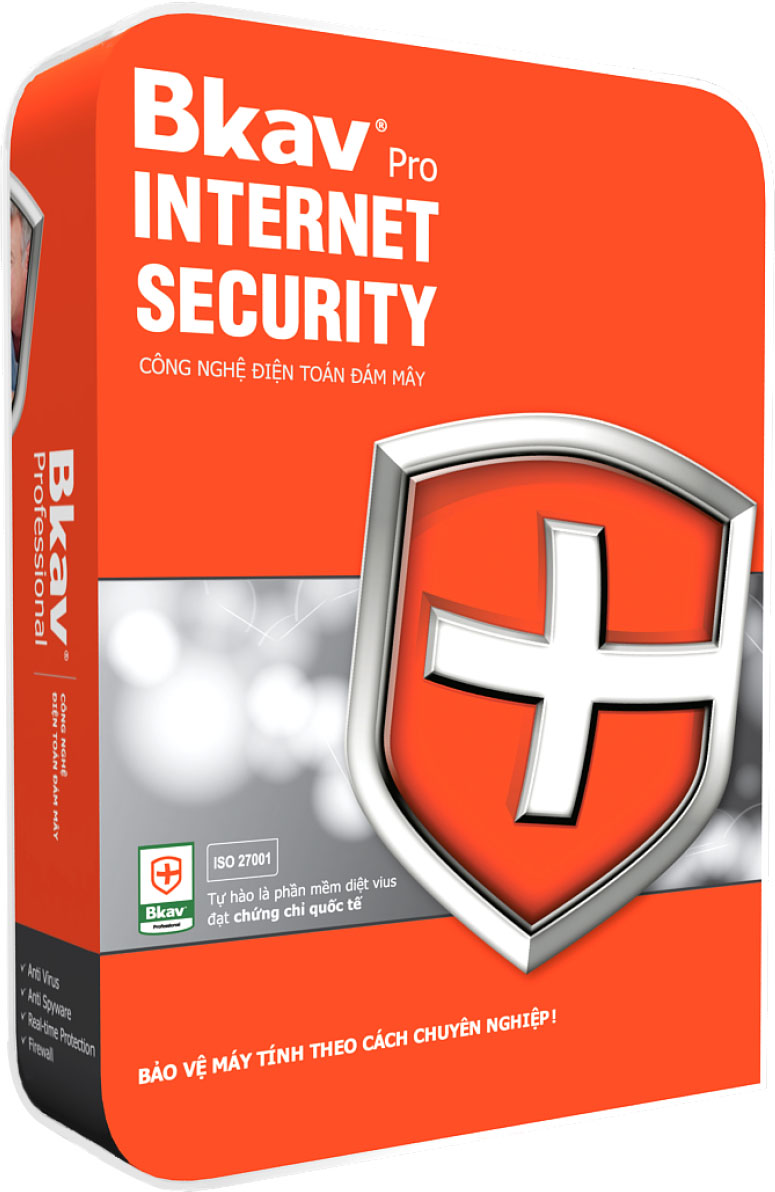 Bkav® Pro
INTERNET
SECURITY
CÔNG NGHỆ ĐIỆN TOÁN ĐÁM MÂY
Bkav®
Professional
CÔNG NGHỆ
ĐIỆN TOÁN ĐÁM MÂY
Bkav®
Professional
ISO 27001
Tự hào là phần mềm diệt vius
đạt chứng chỉ quốc tế
✓ Anti Virus
✓ Anti Spyware
✓ Real-time Protection
✓ Firewall
BẢO VỆ MÁY TÍNH THEO CÁCH CHUYÊN NGHIỆP!